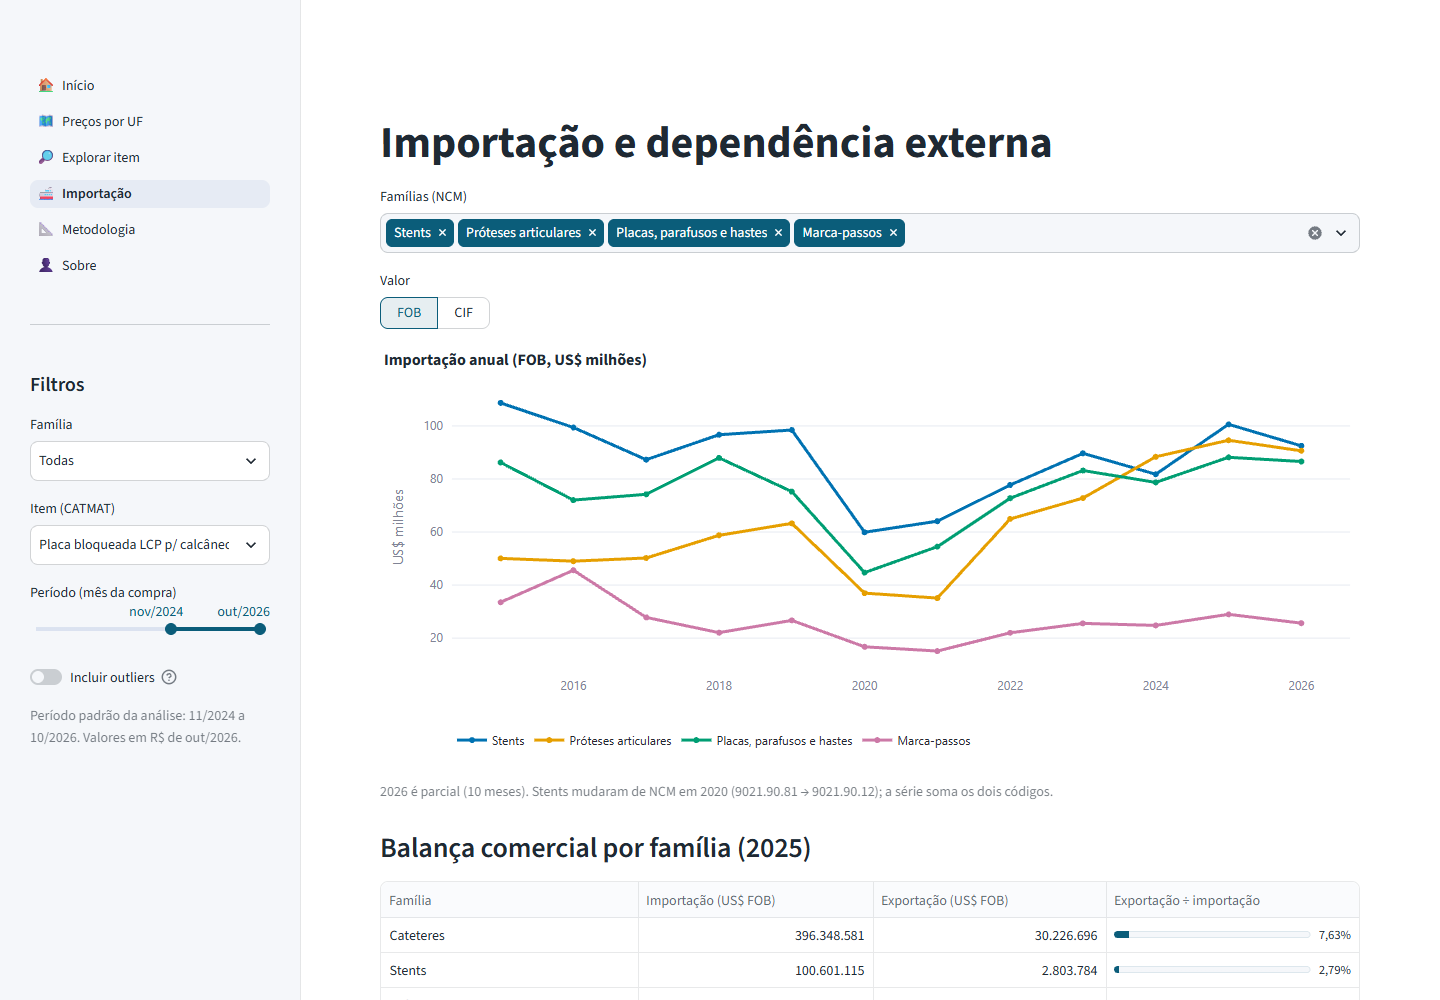 Início
Preços por UF
Explorar item
Importação
Metodologia
Sobre
Filtros
Família
Todas
Item (CATMAT)
Placa bloqueada LCP p/ calcâneo
Período (mês da compra)
nov/2024 out/2026
Incluir outliers
Período padrão da análise: 11/2024 a
10/2026. Valores em R$ de out/2026.
Importação e dependência externa
Famílias (NCM)
Stents Próteses articulares Placas, parafusos e hastes Marca-passos
Valor
FOB CIF
Importação anual (FOB, US$ milhões)
US$ milhões
100
80
60
40
20
2016 2018 2020 2022 2024 2026
Stents Próteses articulares Placas, parafusos e hastes Marca-passos
2026 é parcial (10 meses). Stents mudaram de NCM em 2020 (9021.90.81 → 9021.90.12); a série soma os dois códigos.
Balança comercial por família (2025)
Família Importação (US$ FOB) Exportação (US$ FOB) Exportação ÷ importação
Cateteres 396.348.581 30.226.696 7,63%
Stents 100.601.115 2.803.784 2,79%